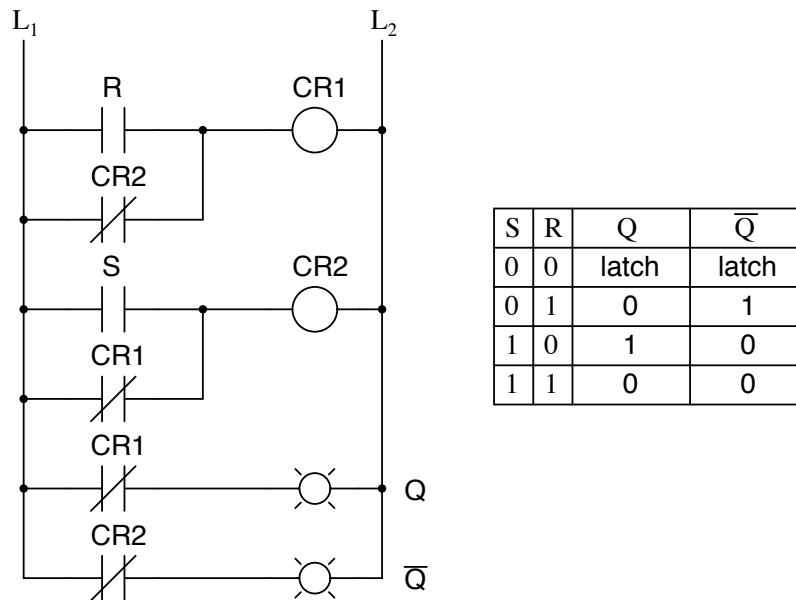 L₁ L₂
R CR1
CR2
S CR2
CR1
CR1
Q
CR2
Q̅
S R Q Q̅
0 0 latch latch
0 1 0 1
1 0 1 0
1 1 0 0